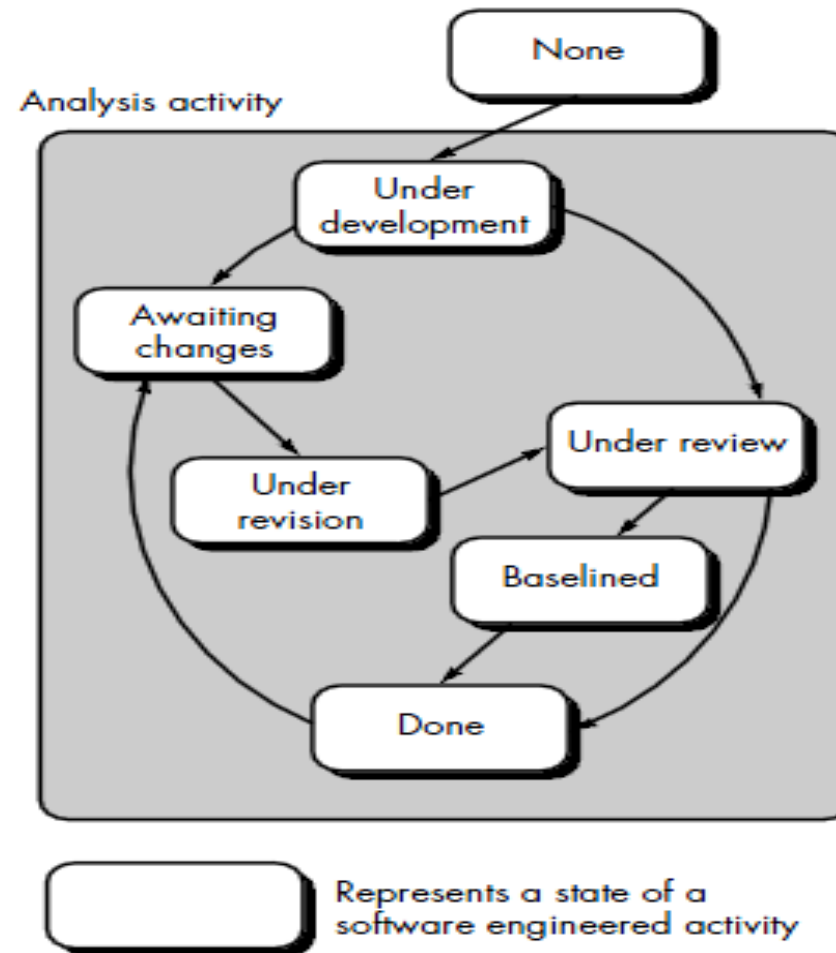 None
Analysis activity
Under
development
Awaiting
changes
Under review
Under
revision
Baselined
Done
Represents a state of a
software engineered activity